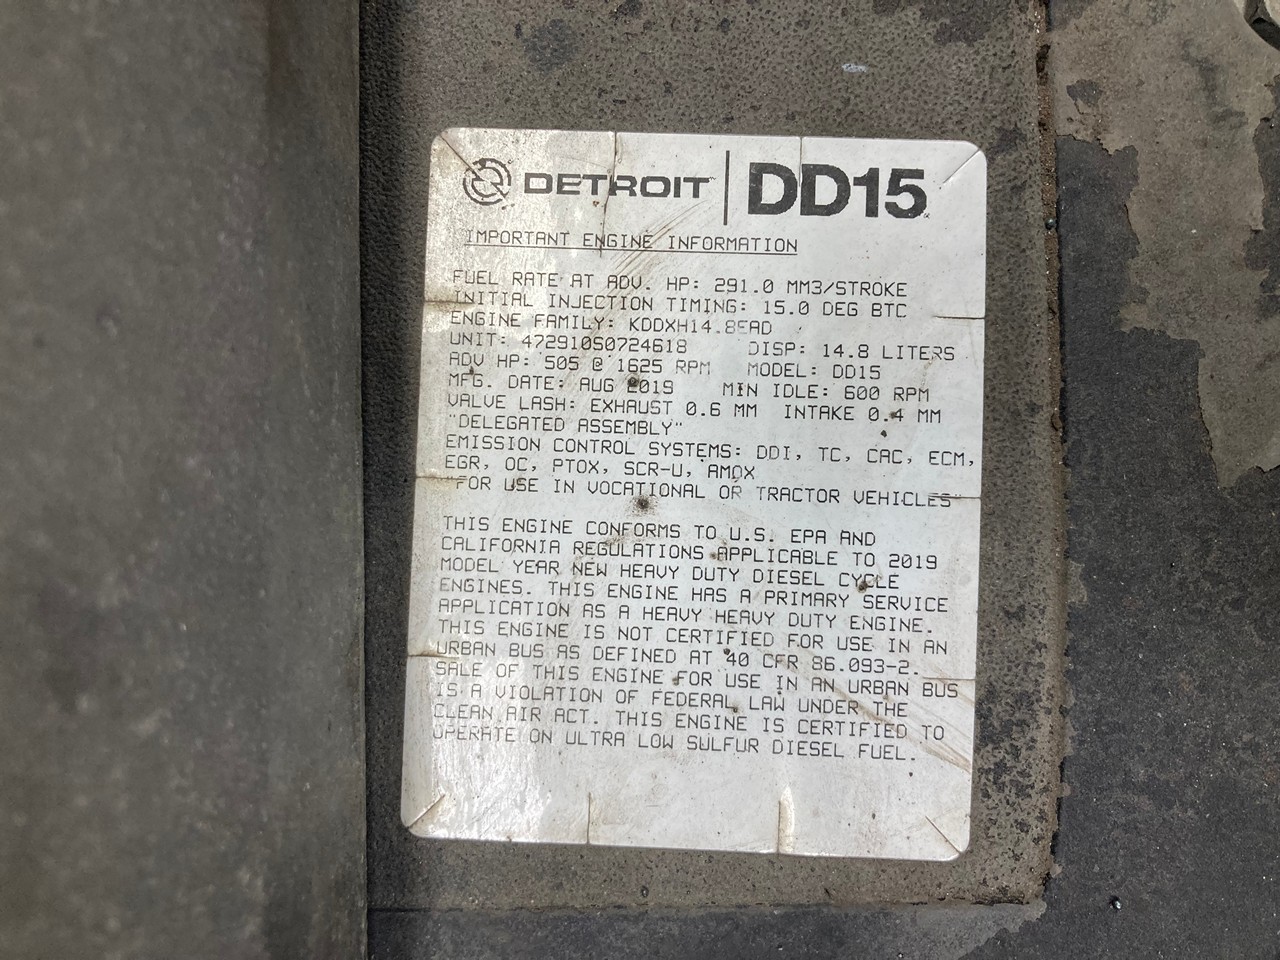 DETROIT DD15
IMPORTANT ENGINE INFORMATION
FUEL RATE AT ADV. HP: 291.0 MM3/STROKE
INITIAL INJECTION TIMING: 15.0 DEG BTC
ENGINE FAMILY: KDDXH14.8EAD
UNIT: 472910S0724618 DISP: 14.8 LITERS
ADV HP: 505 @ 1625 RPM MODEL: DD15
MFG. DATE: AUG 2019 MIN IDLE: 600 RPM
VALVE LASH: EXHAUST 0.6 MM INTAKE 0.4 MM
"DELEGATED ASSEMBLY"
EMISSION CONTROL SYSTEMS: DDI, TC, CAC, ECM,
EGR, OC, PTOX, SCR-U, AMOX
"FOR USE IN VOCATIONAL OR TRACTOR VEHICLES"
THIS ENGINE CONFORMS TO U.S. EPA AND
CALIFORNIA REGULATIONS APPLICABLE TO 2019
MODEL YEAR NEW HEAVY DUTY DIESEL CYCLE
ENGINES. THIS ENGINE HAS A PRIMARY SERVICE
APPLICATION AS A HEAVY HEAVY DUTY ENGINE.
THIS ENGINE IS NOT CERTIFIED FOR USE IN AN
URBAN BUS AS DEFINED AT 40 CFR 86.093-2.
SALE OF THIS ENGINE FOR USE IN AN URBAN BUS
IS A VIOLATION OF FEDERAL LAW UNDER THE
CLEAN AIR ACT. THIS ENGINE IS CERTIFIED TO
OPERATE ON ULTRA LOW SULFUR DIESEL FUEL.